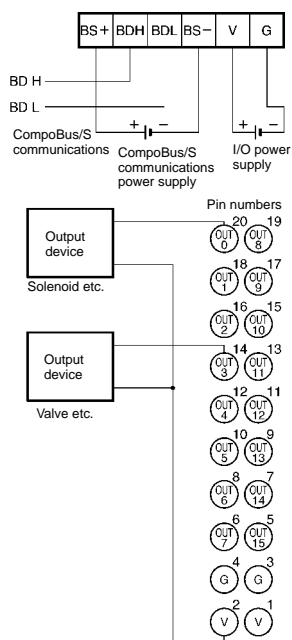 BS+ BDH BDL BS− V G
BD H
BD L
+ − + −
CompoBus/S
communications
CompoBus/S
communications
power supply
I/O power
supply
Pin numbers
20 19
OUT 0 OUT 8
Output
device
18 17
OUT 1 OUT 9
Solenoid etc.
16 15
OUT 2 OUT 10
14 13
OUT 3 OUT 11
Output
device
12 11
OUT 4 OUT 12
Valve etc.
10 9
OUT 5 OUT 13
8 7
OUT 6 OUT 14
6 5
OUT 7 OUT 15
4 3
G G
2 1
V V